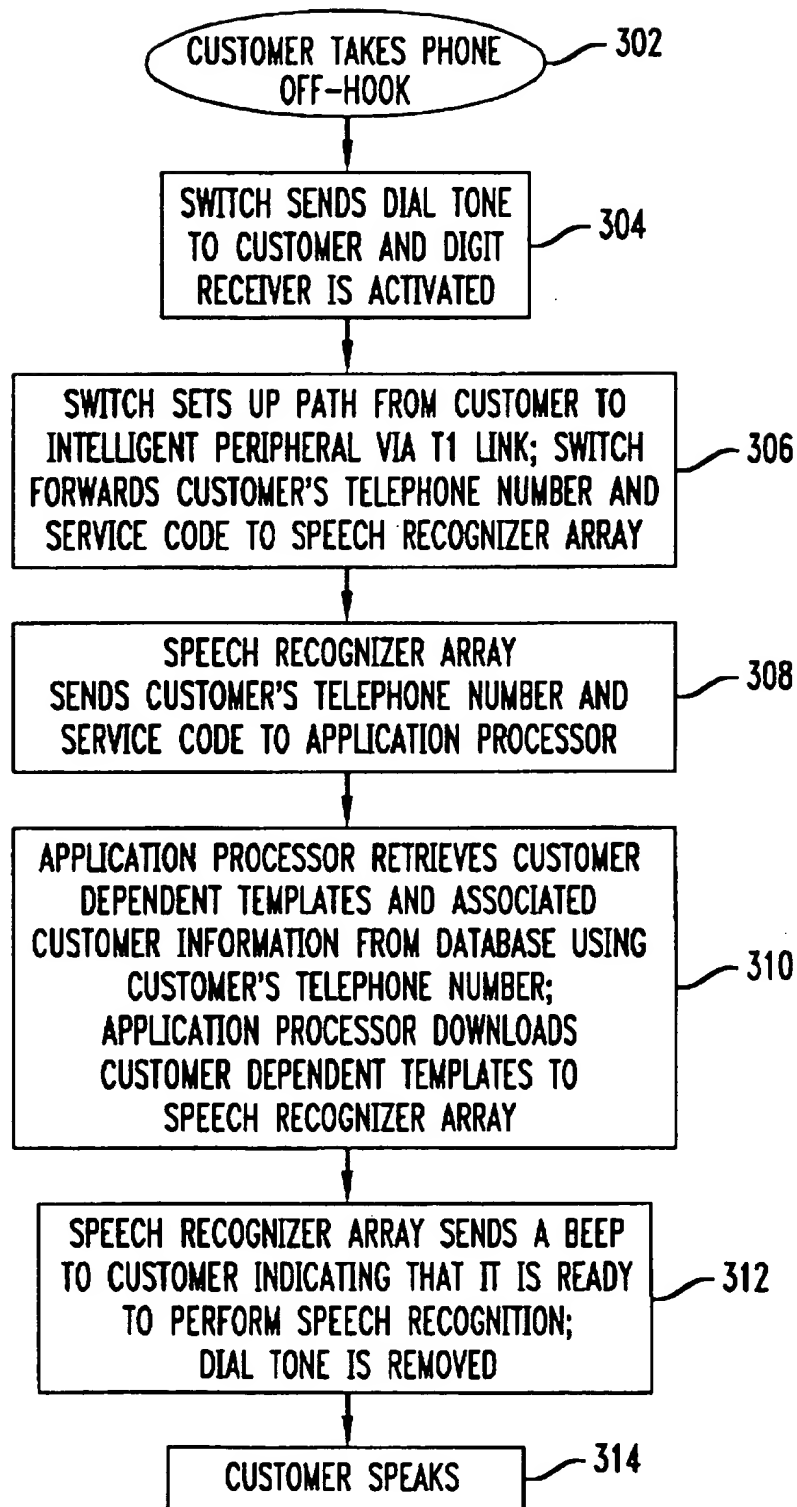 CUSTOMER TAKES PHONE
OFF-HOOK
302
SWITCH SENDS DIAL TONE
TO CUSTOMER AND DIGIT
RECEIVER IS ACTIVATED
304
SWITCH SETS UP PATH FROM CUSTOMER TO
INTELLIGENT PERIPHERAL VIA T1 LINK; SWITCH
FORWARDS CUSTOMER'S TELEPHONE NUMBER AND
SERVICE CODE TO SPEECH RECOGNIZER ARRAY
306
SPEECH RECOGNIZER ARRAY
SENDS CUSTOMER'S TELEPHONE NUMBER AND
SERVICE CODE TO APPLICATION PROCESSOR
308
APPLICATION PROCESSOR RETRIEVES CUSTOMER
DEPENDENT TEMPLATES AND ASSOCIATED
CUSTOMER INFORMATION FROM DATABASE USING
CUSTOMER'S TELEPHONE NUMBER;
APPLICATION PROCESSOR DOWNLOADS
CUSTOMER DEPENDENT TEMPLATES TO
SPEECH RECOGNIZER ARRAY
310
SPEECH RECOGNIZER ARRAY SENDS A BEEP
TO CUSTOMER INDICATING THAT IT IS READY
TO PERFORM SPEECH RECOGNITION;
DIAL TONE IS REMOVED
312
CUSTOMER SPEAKS
314